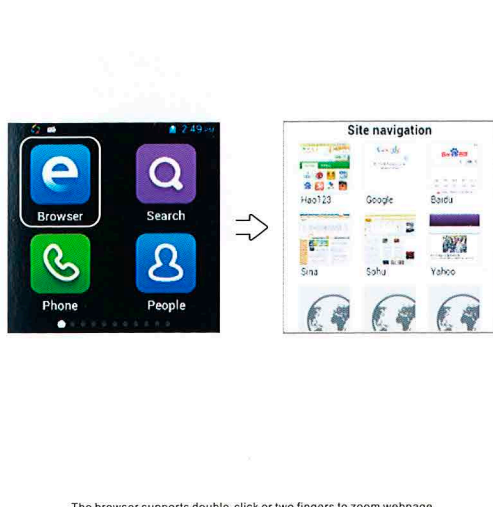 2:49 PM
Browser
Search
Phone
People
Site navigation
Hao123
Google
Baidu
Sina
Sohu
Yahoo
The browser supports double-click or two fingers to zoom webpage